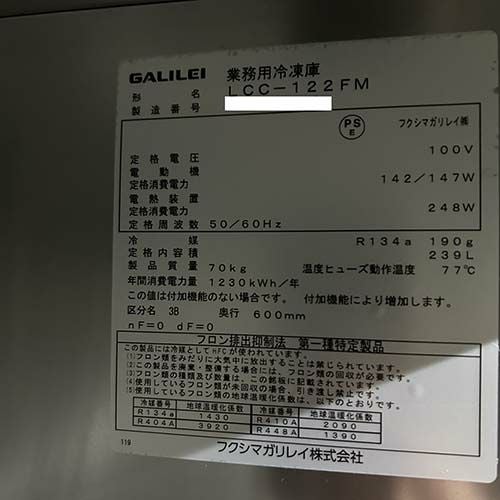 GALILEI 業務用冷凍庫
形名 LCC-122FM
製造番号
PS
E
フクシマガリレイ㈱
定格電圧 100V
電動機
定格消費電力 142/147W
電熱装置
定格消費電力 248W
定格周波数 50/60Hz
冷媒 R134a 190g
定格内容積 239L
製品質量 70kg 温度ヒューズ動作温度 77℃
年間消費電力量 1230kWh/年
この値は付加機能のない場合です。付加機能により増加します。
区分名 3B 奥行 600mm
nF=0 dF=0
フロン排出抑制法 第一種特定製品
この製品には冷媒としてHFCが使われています。
(1)フロン類をみだりに大気中に放出することは禁じられています。
(2)この製品を廃棄・整備する場合には、フロン類の回収が必要です。
(3)フロン類の種類及び数量は、この銘板に記載されています。
(4)使用しているフロン類が未回収の場合、引き渡し禁止です。
(5)使用しているフロン類の地球温暖化係数は、以下のとおりです。
冷媒番号 地球温暖化係数 冷媒番号 地球温暖化係数
R134a 1430 R410A 2090
R404A 3920 R448A 1390
119 フクシマガリレイ株式会社